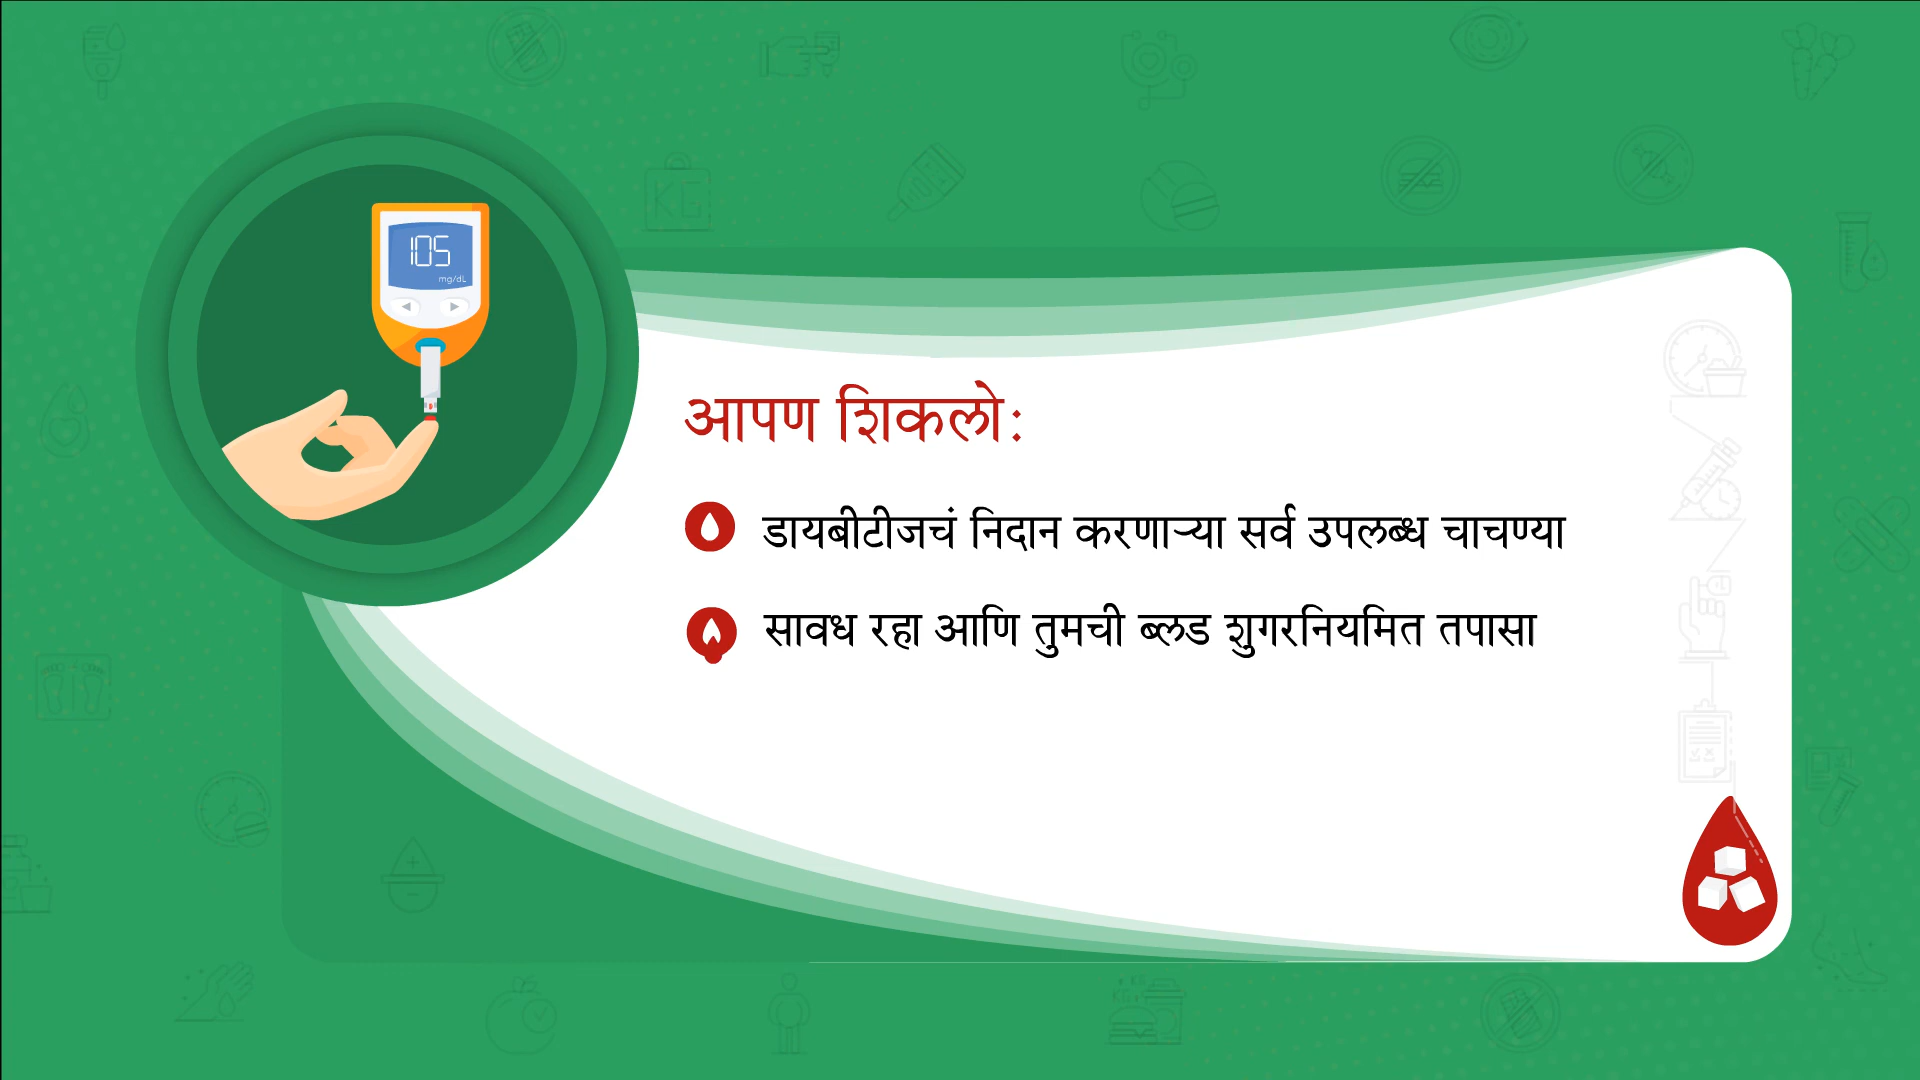 105
mg/dL
आपण शिकलो:
डायबीटीजचं निदान करणाऱ्या सर्व उपलब्ध चाचण्या
सावध रहा आणि तुमची ब्लड शुगरनियमित तपासा
KG